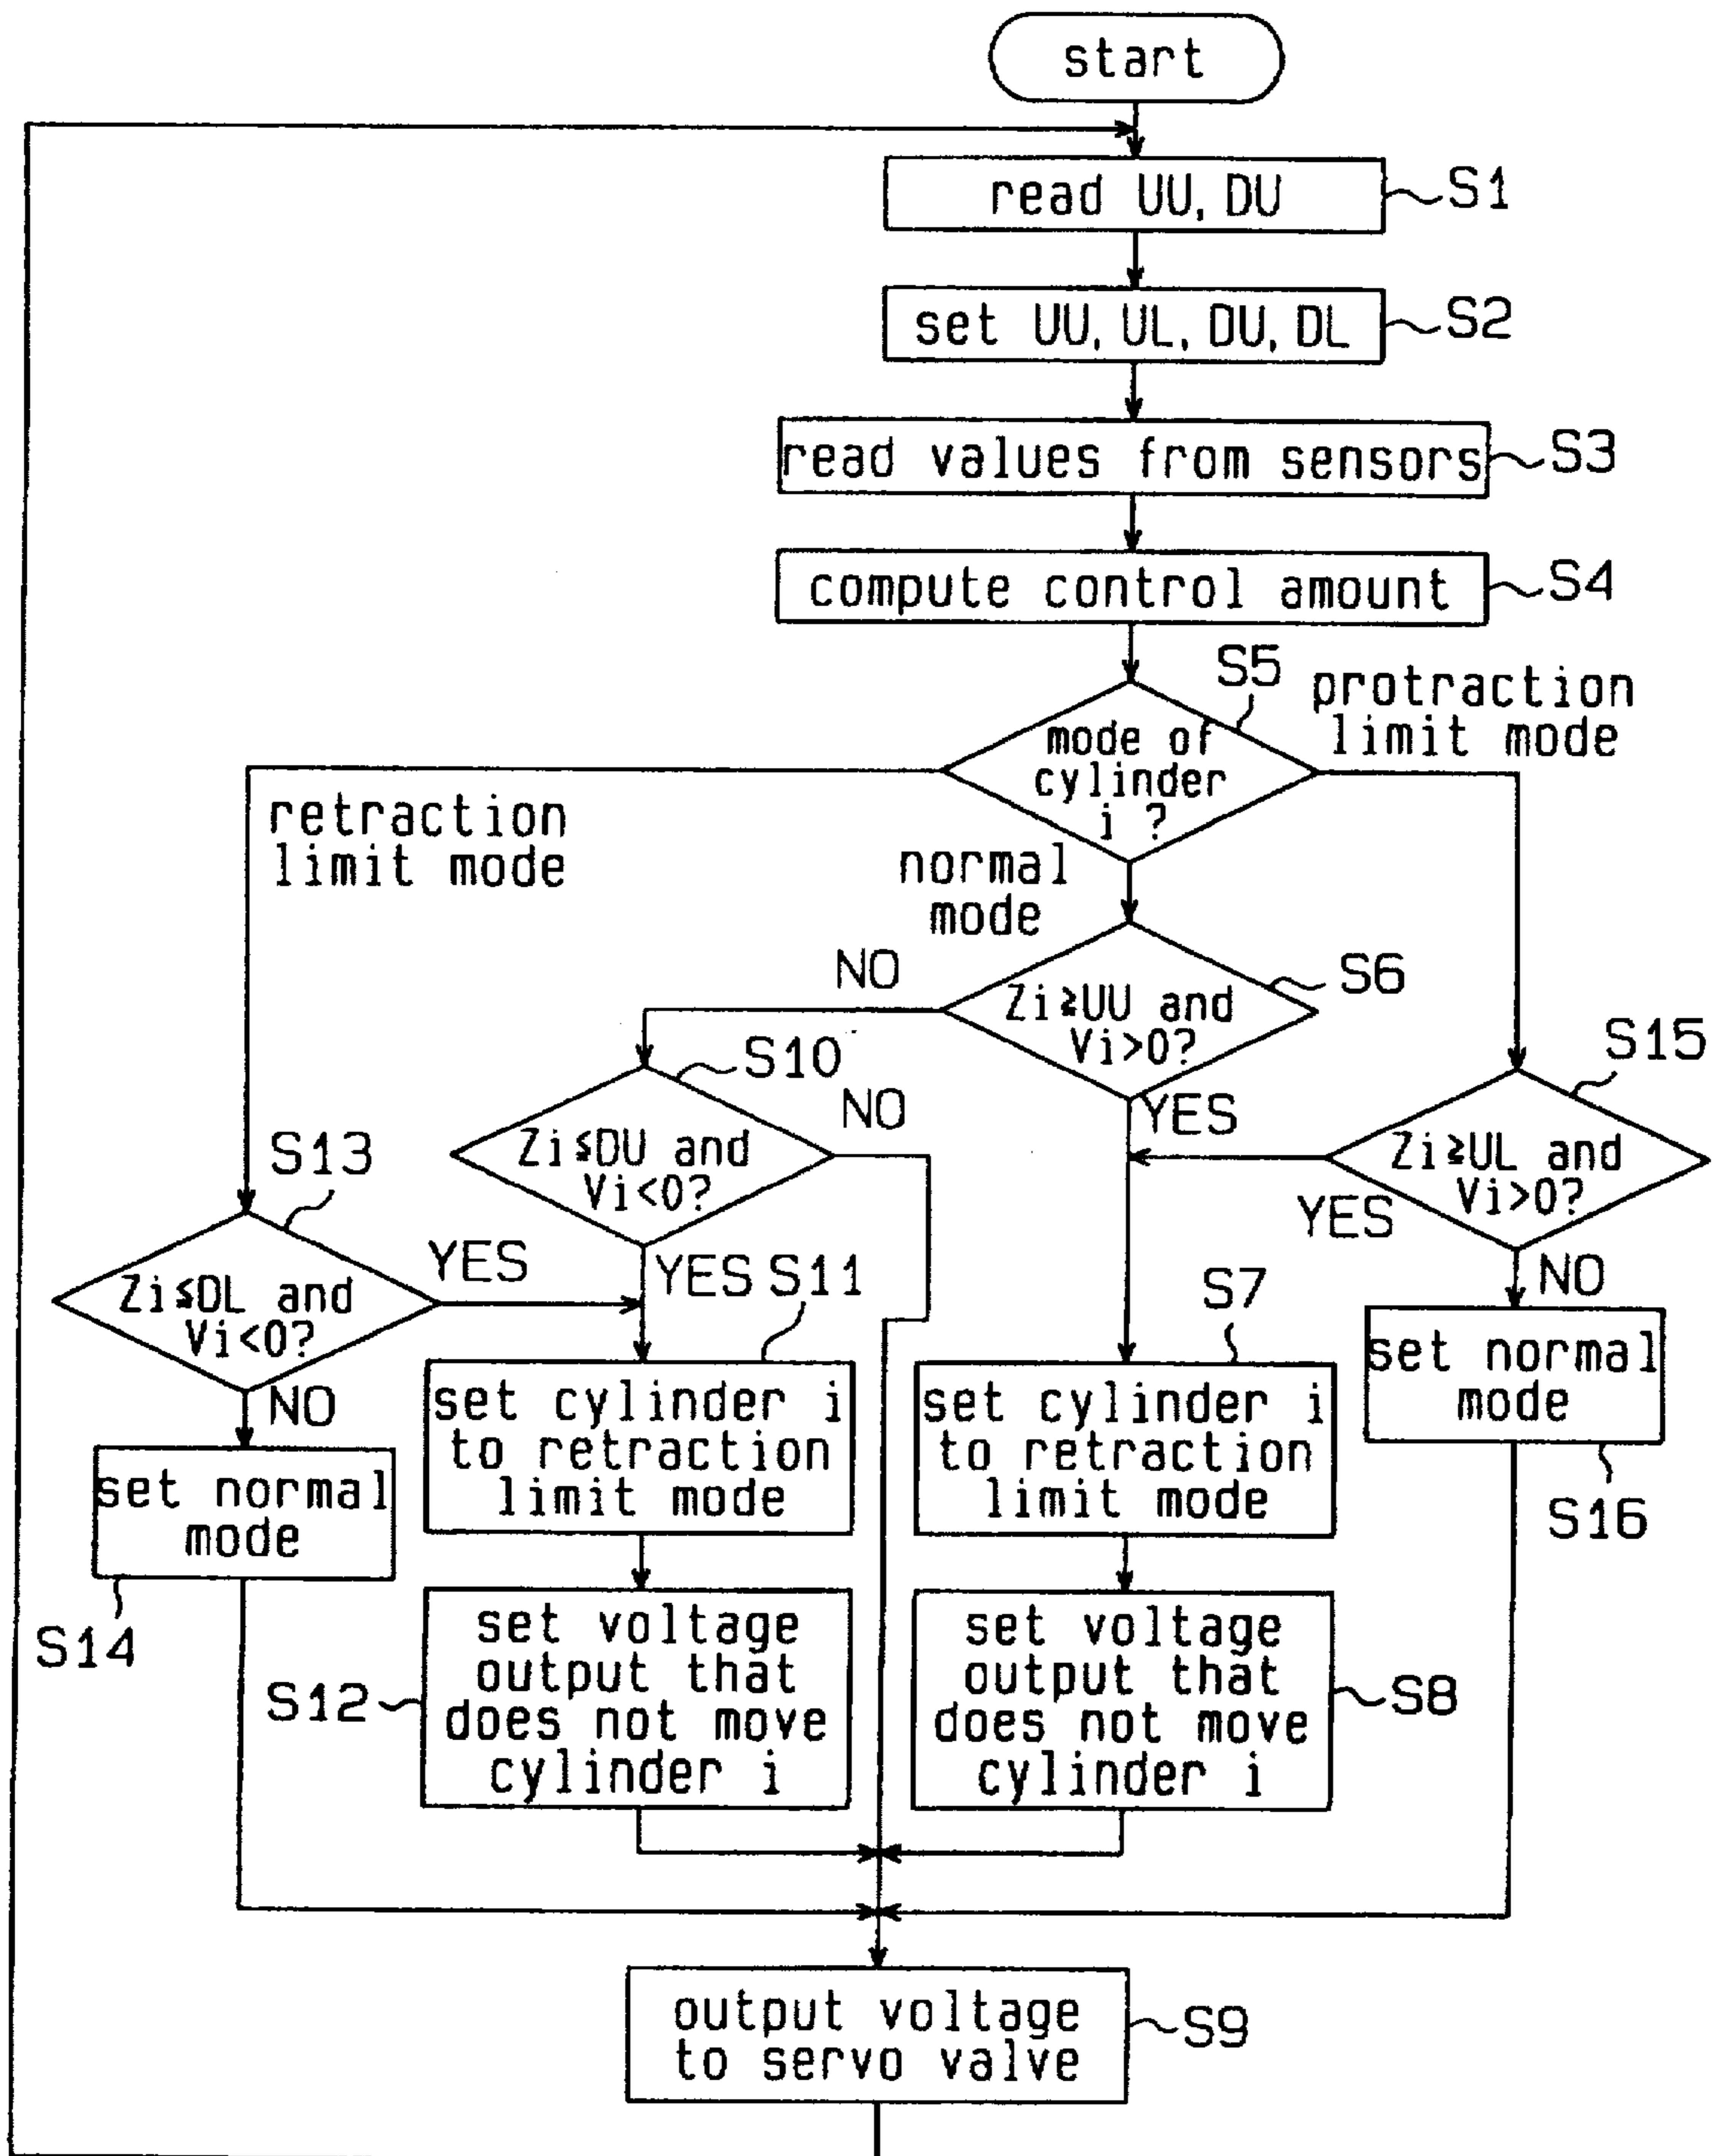 start
read UU, DU
S1
set UU, UL, DU, DL
S2
read values from sensors
S3
compute control amount
S4
S5
mode of
cylinder
i ?
protraction
limit mode
retraction
limit mode
normal
mode
NO
Zi≧UU and
Vi>0?
S6
YES
S10
Zi≦DU and
Vi<0?
NO
YES
S15
Zi≧UL and
Vi>0?
YES
NO
S13
Zi≦DL and
Vi<0?
YES
NO
S11
set cylinder i
to retraction
limit mode
S7
set cylinder i
to retraction
limit mode
set normal
mode
S16
set normal
mode
S14
S12
set voltage
output that
does not move
cylinder i
set voltage
output that
does not move
cylinder i
S8
output voltage
to servo valve
S9